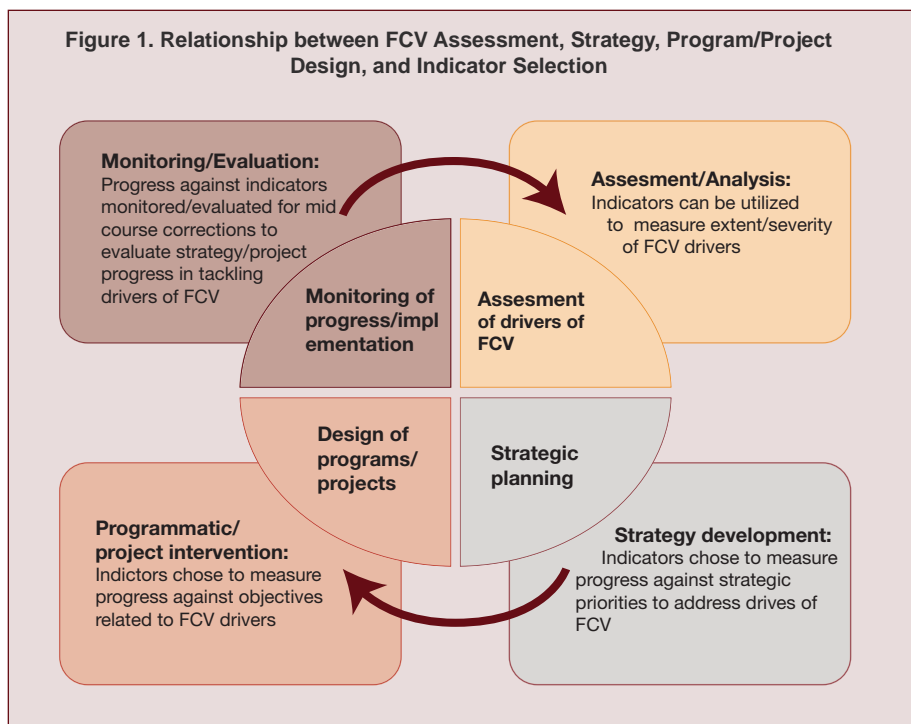 Figure 1. Relationship between FCV Assessment, Strategy, Program/Project
Design, and Indicator Selection
Monitoring/Evaluation:
Progress against indicators
monitored/evaluated for mid
course corrections to
evaluate strategy/project
progress in tackling
drivers of FCV
Assesment/Analysis:
Indicators can be utilized
to measure extent/severity
of FCV drivers
Monitoring of
progress/impl
ementation
Assesment
of drivers of
FCV
Design of
programs/
projects
Strategic
planning
Programmatic/
project intervention:
Indictors chose to measure
progress against objectives
related to FCV drivers
Strategy development:
Indicators chose to measure
progress against strategic
priorities to address drives of
FCV